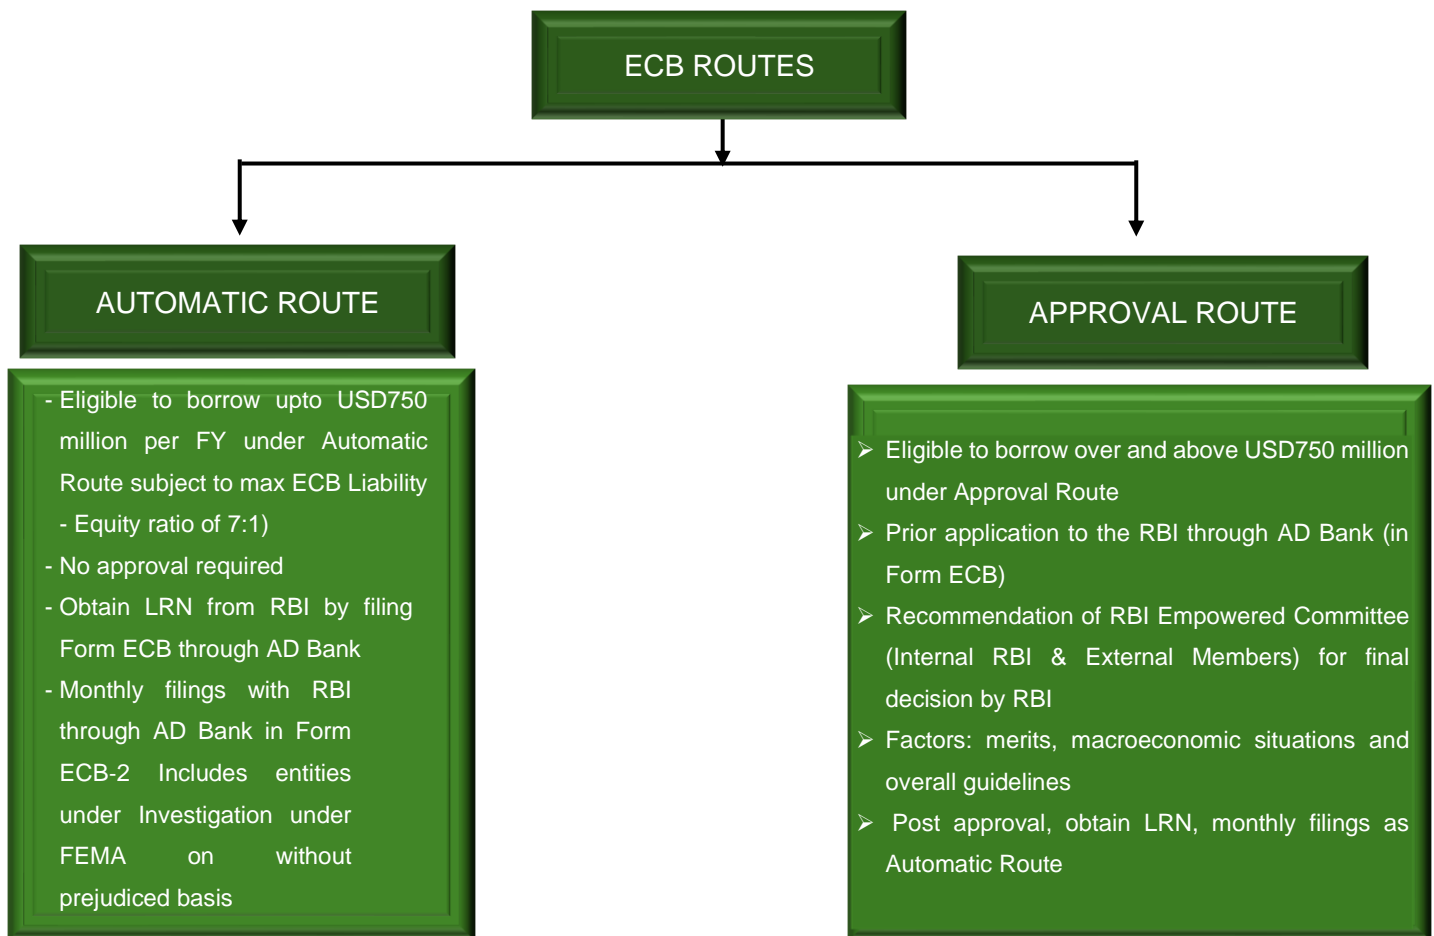 ECB ROUTES
AUTOMATIC ROUTE
- Eligible to borrow upto USD750
million per FY under Automatic
Route subject to max ECB Liability
- Equity ratio of 7:1)
- No approval required
- Obtain LRN from RBI by filing
Form ECB through AD Bank
- Monthly filings with RBI
through AD Bank in Form
ECB-2 Includes entities
under Investigation under
FEMA on without
prejudiced basis
APPROVAL ROUTE
➢ Eligible to borrow over and above USD750 million
under Approval Route
➢ Prior application to the RBI through AD Bank (in
Form ECB)
➢ Recommendation of RBI Empowered Committee
(Internal RBI & External Members) for final
decision by RBI
➢ Factors: merits, macroeconomic situations and
overall guidelines
➢ Post approval, obtain LRN, monthly filings as
Automatic Route